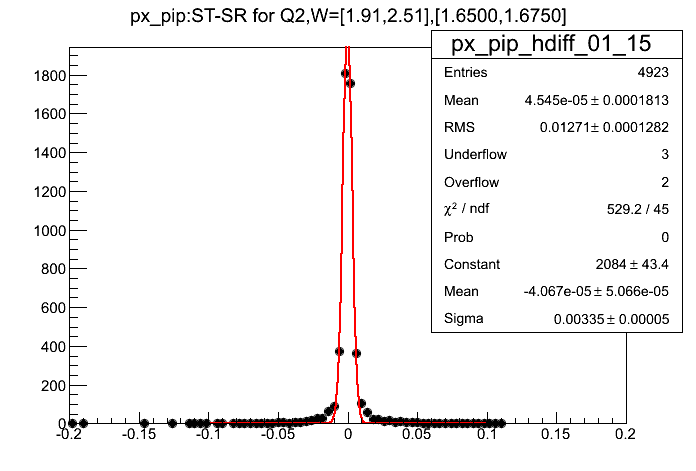 px_pip:ST-SR for Q2,W=[1.91,2.51],[1.6500,1.6750]
px_pip_hdiff_01_15
Entries 4923
Mean 4.545e-05 ± 0.0001813
RMS 0.01271 ± 0.0001282
Underflow 3
Overflow 2
χ² / ndf 529.2 / 45
Prob 0
Constant 2084 ± 43.4
Mean -4.067e-05 ± 5.066e-05
Sigma 0.00335 ± 0.00005
1800
1600
1400
1200
1000
800
600
400
200
0
-0.2 -0.15 -0.1 -0.05 0 0.05 0.1 0.15 0.2